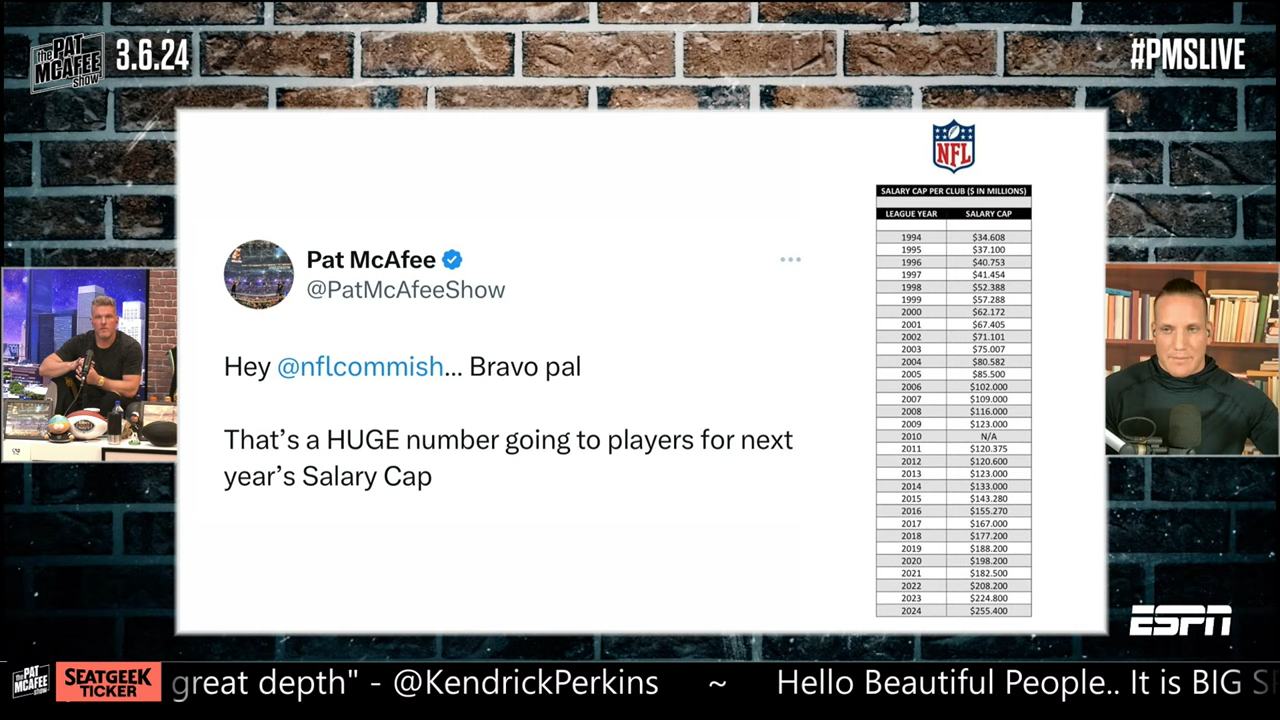 the PAT MCAFEE show
3.6.24
#PMSLIVE
Pat McAfee
@PatMcAfeeShow
Hey @nflcommish... Bravo pal
That's a HUGE number going to players for next
year's Salary Cap
NFL
SALARY CAP PER CLUB ($ IN MILLIONS)
LEAGUE YEAR SALARY CAP
1994 $34.608
1995 $37.100
1996 $40.753
1997 $41.454
1998 $52.388
1999 $57.288
2000 $62.172
2001 $67.405
2002 $71.101
2003 $75.007
2004 $80.582
2005 $85.500
2006 $102.000
2007 $109.000
2008 $116.000
2009 $123.000
2010 N/A
2011 $120.375
2012 $120.600
2013 $123.000
2014 $133.000
2015 $143.280
2016 $155.270
2017 $167.000
2018 $177.200
2019 $188.200
2020 $198.200
2021 $182.500
2022 $208.200
2023 $224.800
2024 $255.400
ESPN
the PAT MCAFEE show
SEATGEEK
TICKER
great depth" - @KendrickPerkins ~ Hello Beautiful People.. It is BIG